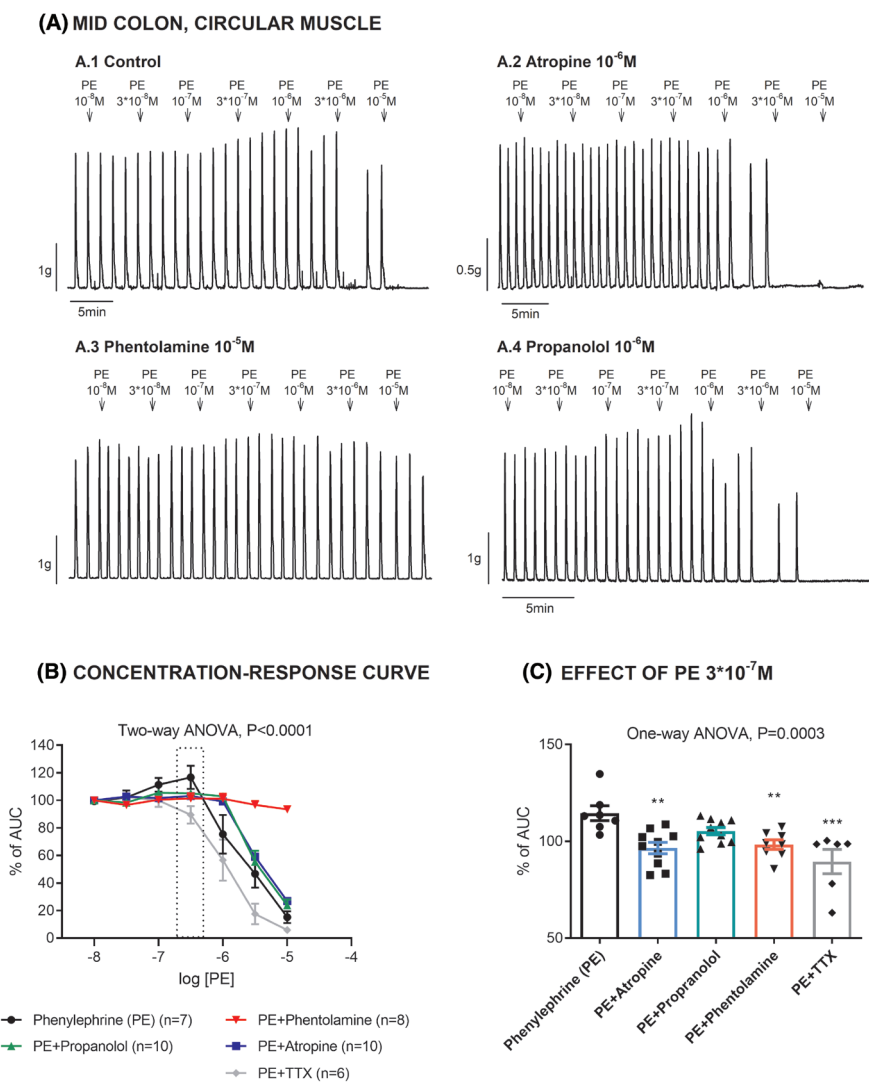 (A) MID COLON, CIRCULAR MUSCLE
A.1 Control
PE PE PE PE PE PE PE
10⁻⁸M 3*10⁻⁸M 10⁻⁷M 3*10⁻⁷M 10⁻⁶M 3*10⁻⁶M 10⁻⁵M
1g
5min
A.2 Atropine 10⁻⁶M
PE PE PE PE PE PE PE
10⁻⁸M 3*10⁻⁸M 10⁻⁷M 3*10⁻⁷M 10⁻⁶M 3*10⁻⁶M 10⁻⁵M
0.5g
5min
A.3 Phentolamine 10⁻⁵M
PE PE PE PE PE PE PE
10⁻⁸M 3*10⁻⁸M 10⁻⁷M 3*10⁻⁷M 10⁻⁶M 3*10⁻⁶M 10⁻⁵M
1g
A.4 Propanolol 10⁻⁶M
PE PE PE PE PE PE PE
10⁻⁸M 3*10⁻⁸M 10⁻⁷M 3*10⁻⁷M 10⁻⁶M 3*10⁻⁶M 10⁻⁵M
1g
5min
(B) CONCENTRATION-RESPONSE CURVE
Two-way ANOVA, P<0.0001
% of AUC
140
120
100
80
60
40
20
0
-8 -7 -6 -5 -4
log [PE]
Phenylephrine (PE) (n=7)
PE+Propanolol (n=10)
PE+Phentolamine (n=8)
PE+Atropine (n=10)
PE+TTX (n=6)
(C) EFFECT OF PE 3*10⁻⁷M
One-way ANOVA, P=0.0003
% of AUC
150
100
50
**
**
***
Phenylephrine (PE)
PE+Atropine
PE+Propranolol
PE+Phentolamine
PE+TTX